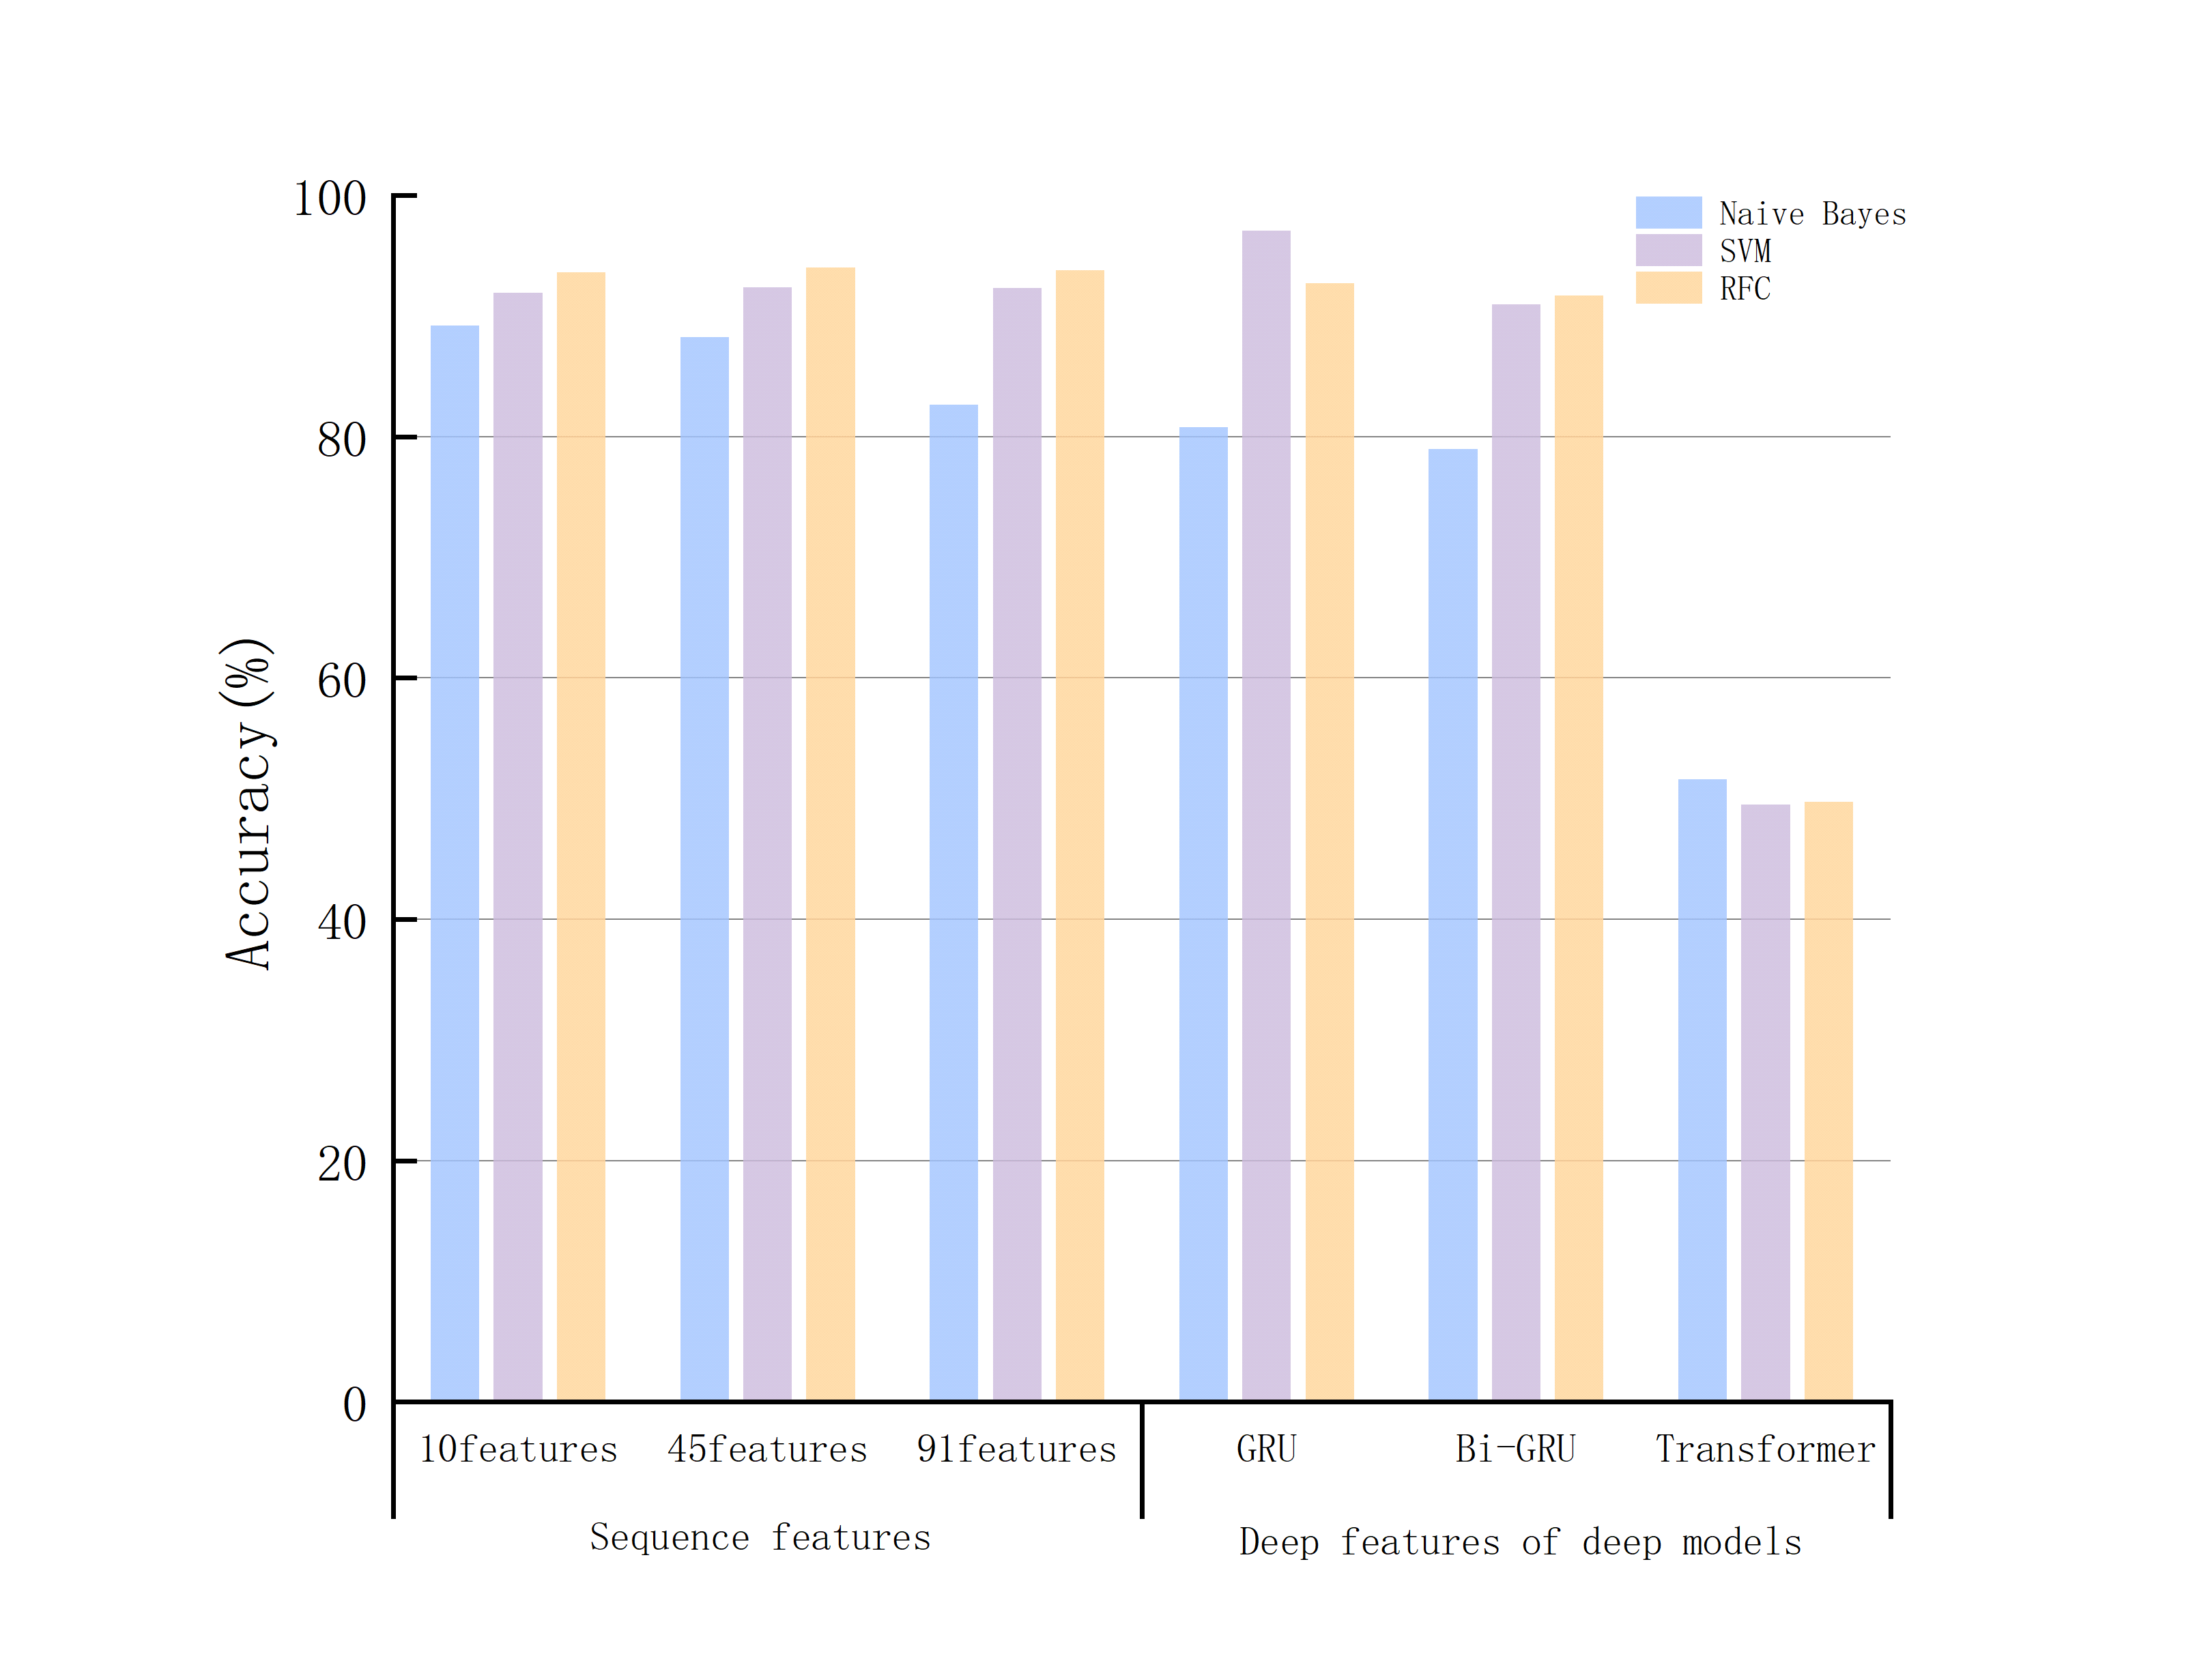 100
80
60
40
20
0
Accuracy(%)
Naive Bayes
SVM
RFC
10features 45features 91features GRU Bi-GRU Transformer
Sequence features Deep features of deep models